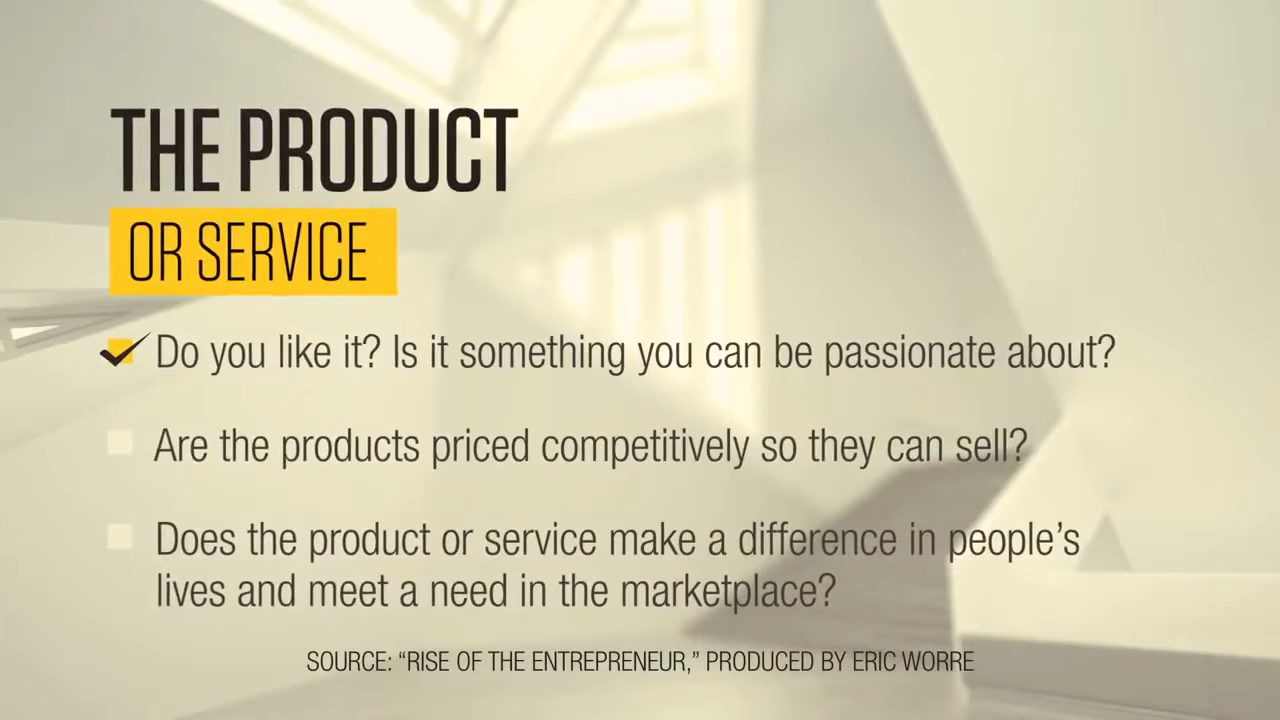 THE PRODUCT
OR SERVICE
Do you like it? Is it something you can be passionate about?
Are the products priced competitively so they can sell?
Does the product or service make a difference in people’s
lives and meet a need in the marketplace?
SOURCE: “RISE OF THE ENTREPRENEUR,” PRODUCED BY ERIC WORRE